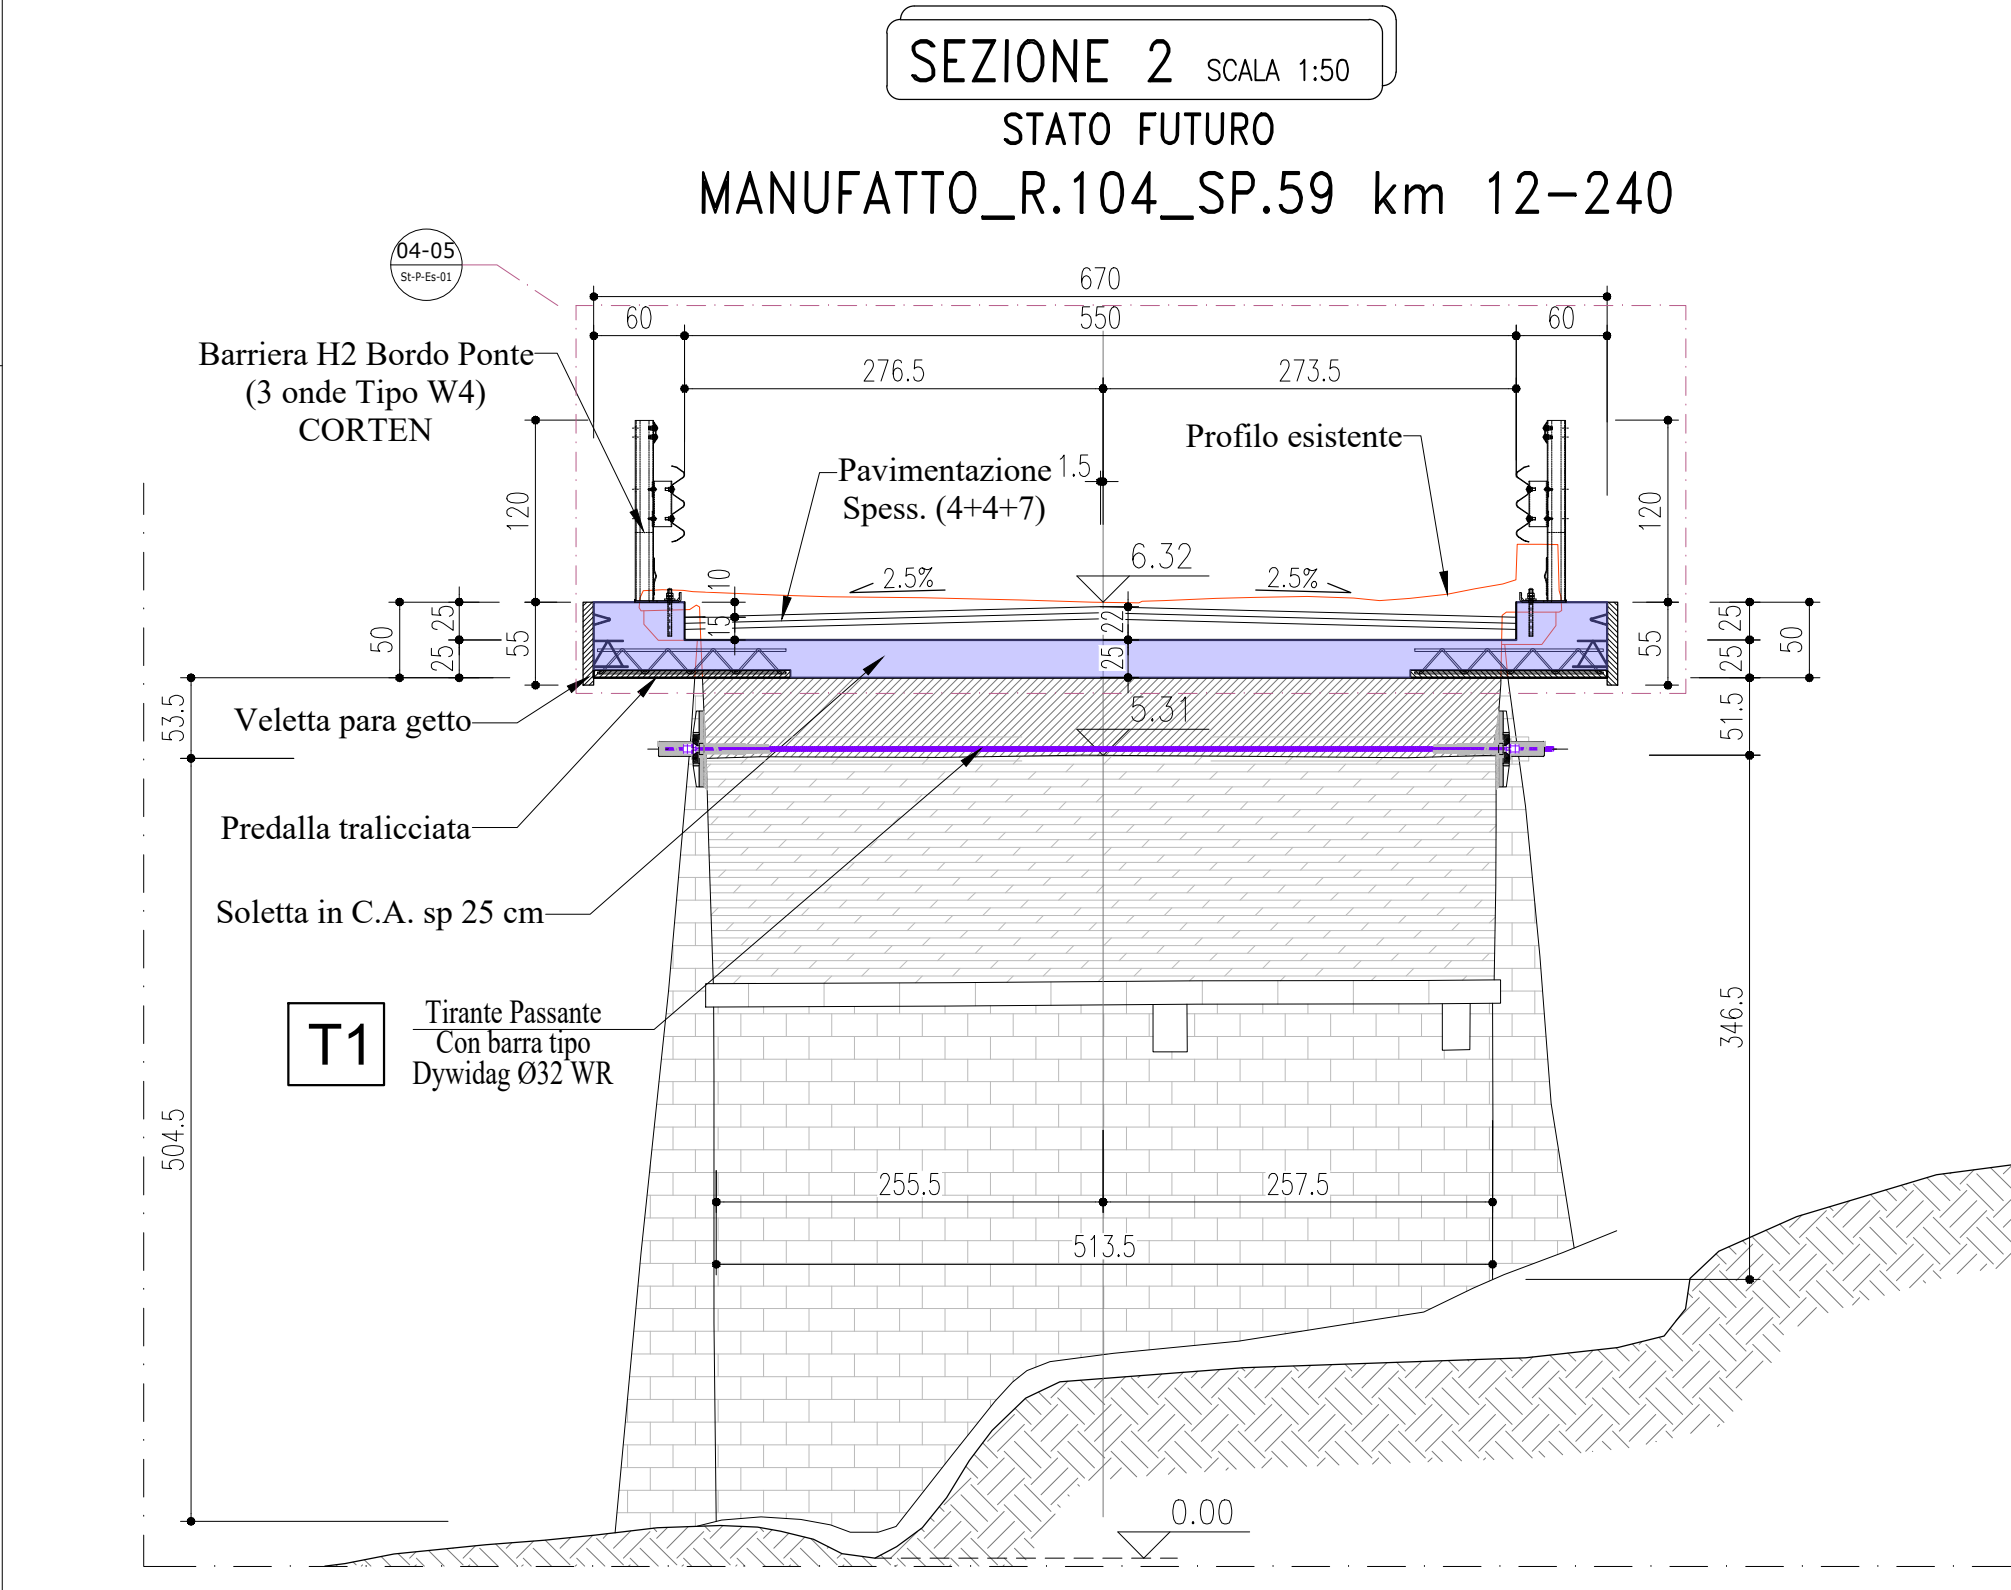 SEZIONE 2 SCALA 1:50
STATO FUTURO
MANUFATTO_R.104_SP.59 km 12-240
04-05
St-P-Es-01
670
60 550 60
276.5 273.5
Barriera H2 Bordo Ponte
(3 onde Tipo W4)
CORTEN
Profilo esistente
Pavimentazione
Spess. (4+4+7)
1.5
120
120
6.32
2.5%
2.5%
10
15
22
25
50
25
25
55
55
25
25
50
53.5
51.5
5.31
Veletta para getto
Predalla tralicciata
Soletta in C.A. sp 25 cm
T1
Tirante Passante
Con barra tipo
Dywidag Ø32 WR
346.5
504.5
255.5 257.5
513.5
0.00